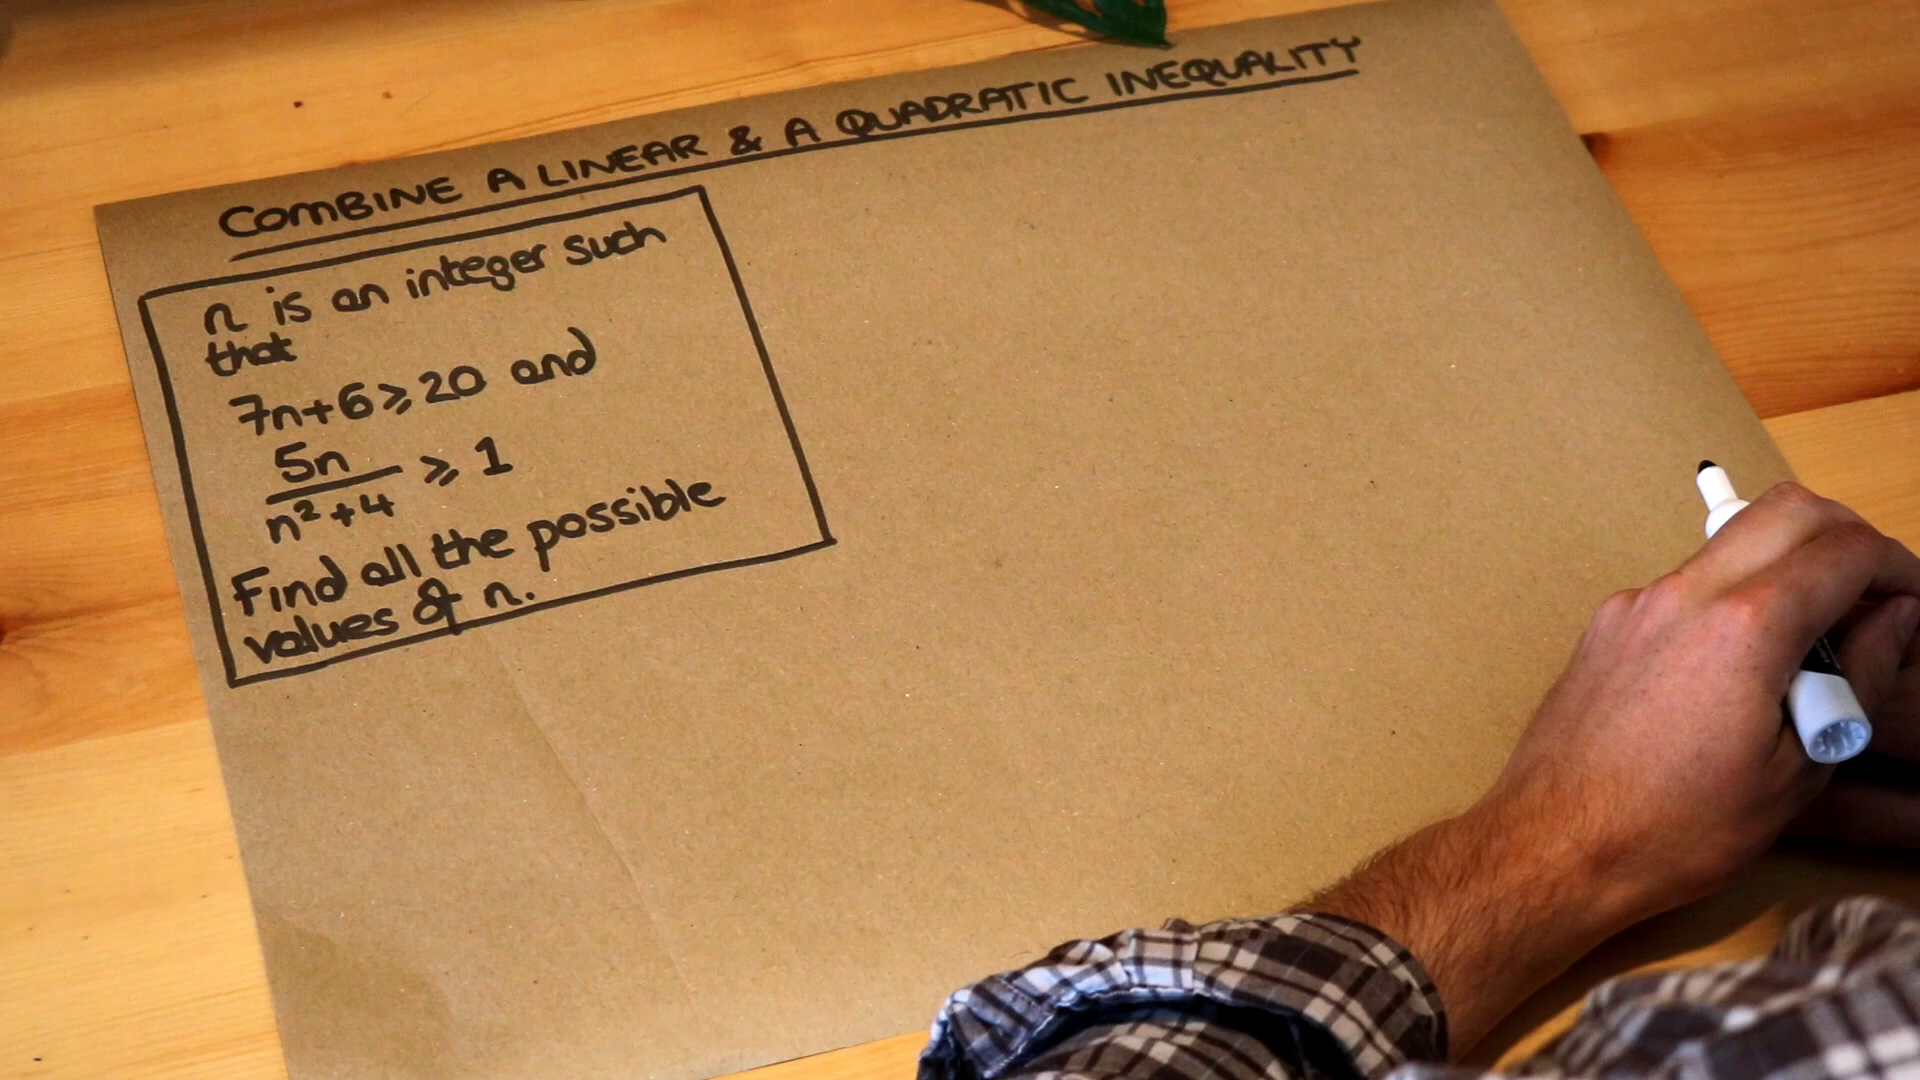 COMBINE A LINEAR & A QUADRATIC INEQUALITY
n is an integer such
that
7n+6⩾20 and
5n
⩾ 1
n²+4
Find all the possible
values of n.